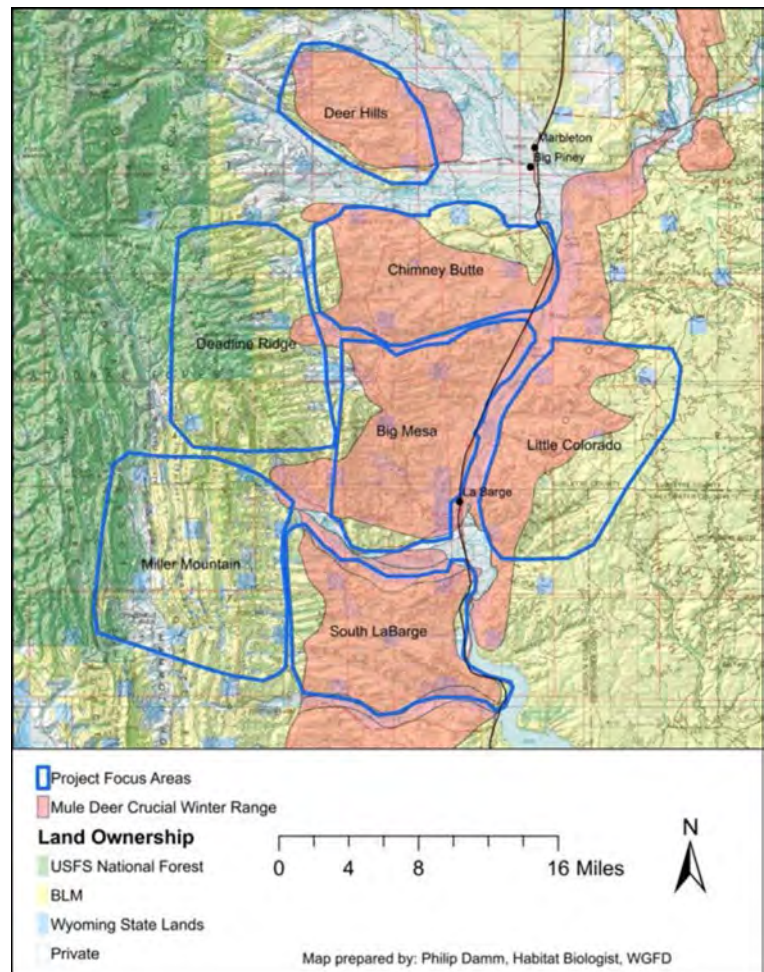 Deer Hills
Marbleton
Big Piney
Chimney Butte
Deadline Ridge
Big Mesa
Little Colorado
La Barge
Miller Mountain
South LaBarge
Project Focus Areas
Mule Deer Crucial Winter Range
Land Ownership
USFS National Forest
BLM
Wyoming State Lands
Private
N
0 4 8 16 Miles
Map prepared by: Philip Damm, Habitat Biologist, WGFD